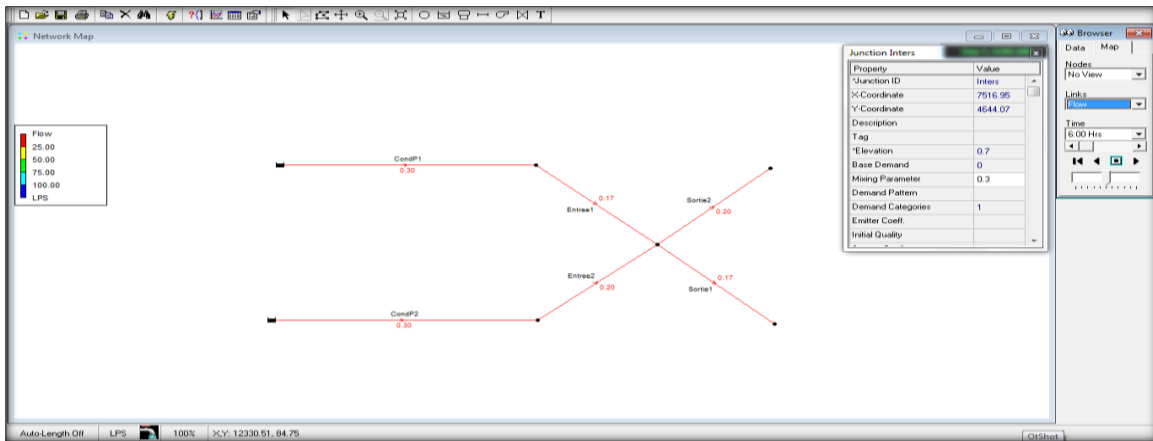 T
Network Map
Flow
25.00
50.00
75.00
100.00
LPS
CondP1
0.30
0.17
Entree1
Sortie2
0.20
Entree2
0.20
0.17
Sortie1
CondP2
0.30
Junction Inters
Property Value
*Junction ID Inters
X-Coordinate 7516.95
Y-Coordinate 4644.07
Description
Tag
*Elevation 0.7
Base Demand 0
Mixing Parameter 0.3
Demand Pattern
Demand Categories 1
Emitter Coeff.
Initial Quality
Browser
Data Map
Nodes
No View
Links
Flow
Time
6:00 Hrs
Auto-Length Off LPS 100% X,Y: 12330.51, 84.75
OtShot